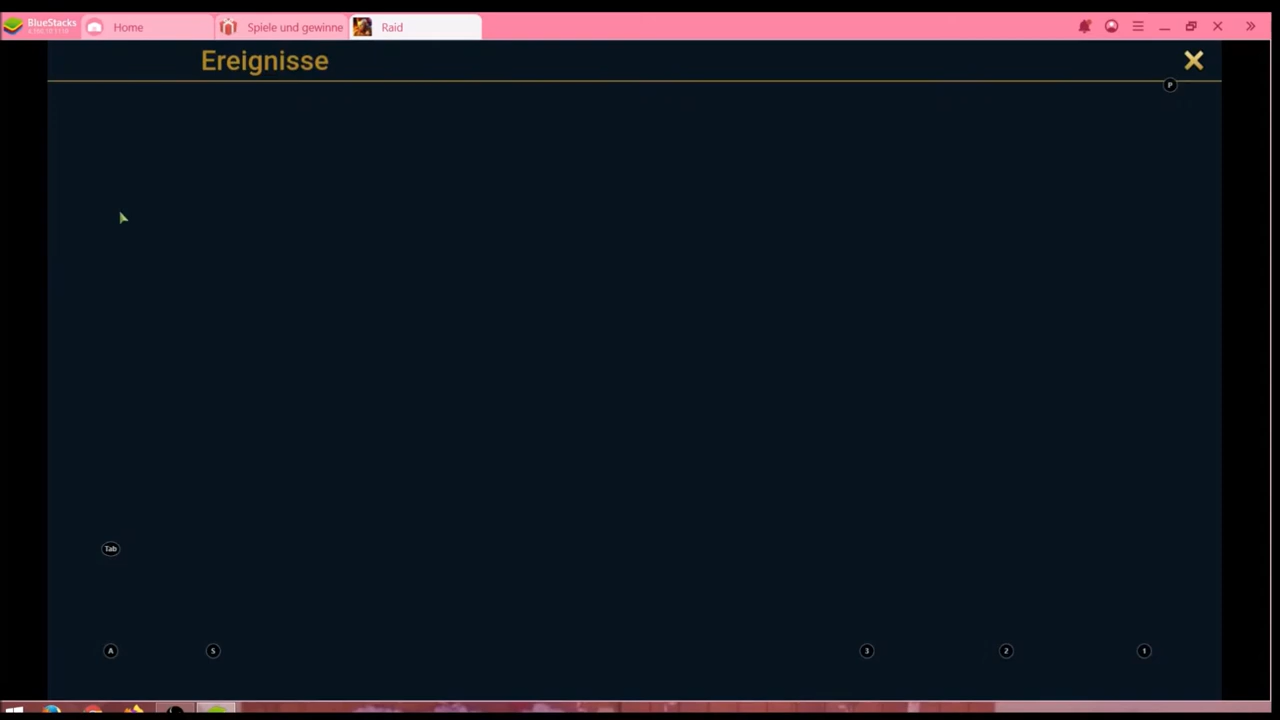 BlueStacks
Home
Spiele und gewinne
Raid
Ereignisse
P
Tab
A
S
3
2
1